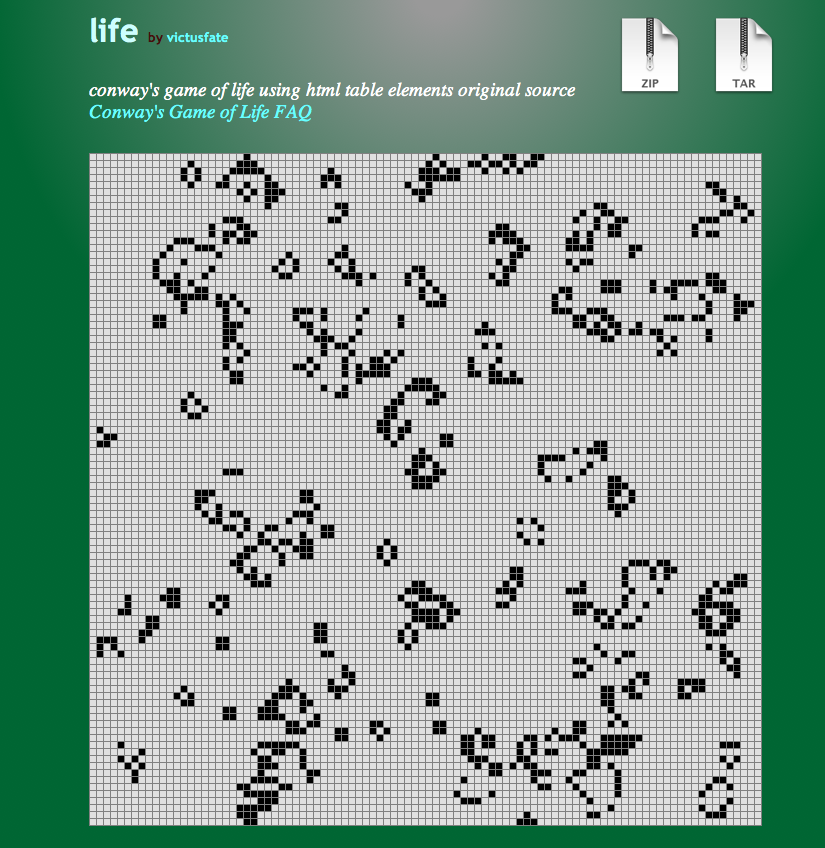 life by victusfate
ZIP
TAR
conway's game of life using html table elements original source
Conway's Game of Life FAQ